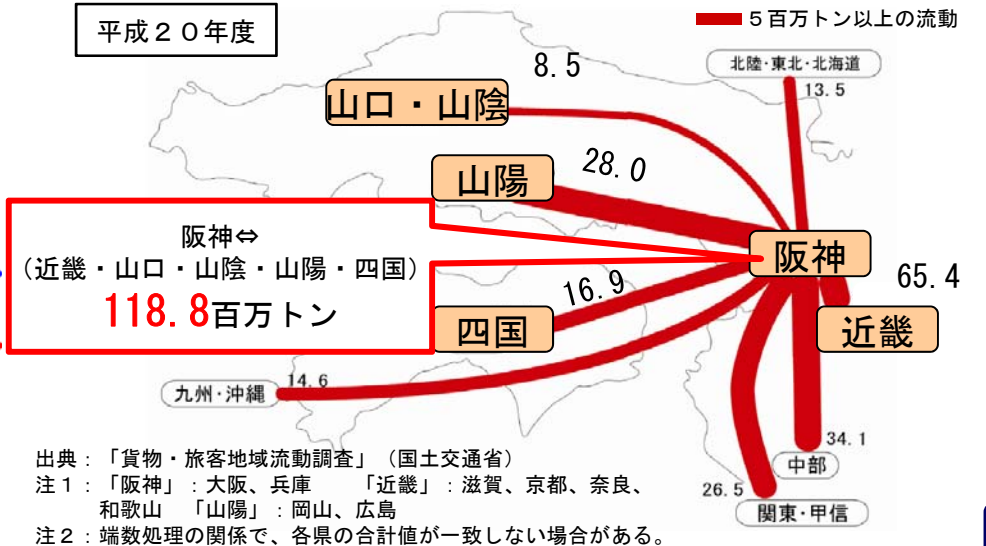 平成２０年度
５百万トン以上の流動
8.5
北陸･東北･北海道
13.5
山口・山陰
山陽
28.0
阪神⇔
（近畿・山口・山陰・山陽・四国）
118.8百万トン
阪神
65.4
16.9
四国
近畿
九州･沖縄
14.6
34.1
中部
26.5
関東･甲信
出典：「貨物・旅客地域流動調査」（国土交通省）
注１：「阪神」：大阪、兵庫　　「近畿」：滋賀、京都、奈良、
和歌山　「山陽」：岡山、広島
注２：端数処理の関係で、各県の合計値が一致しない場合がある。